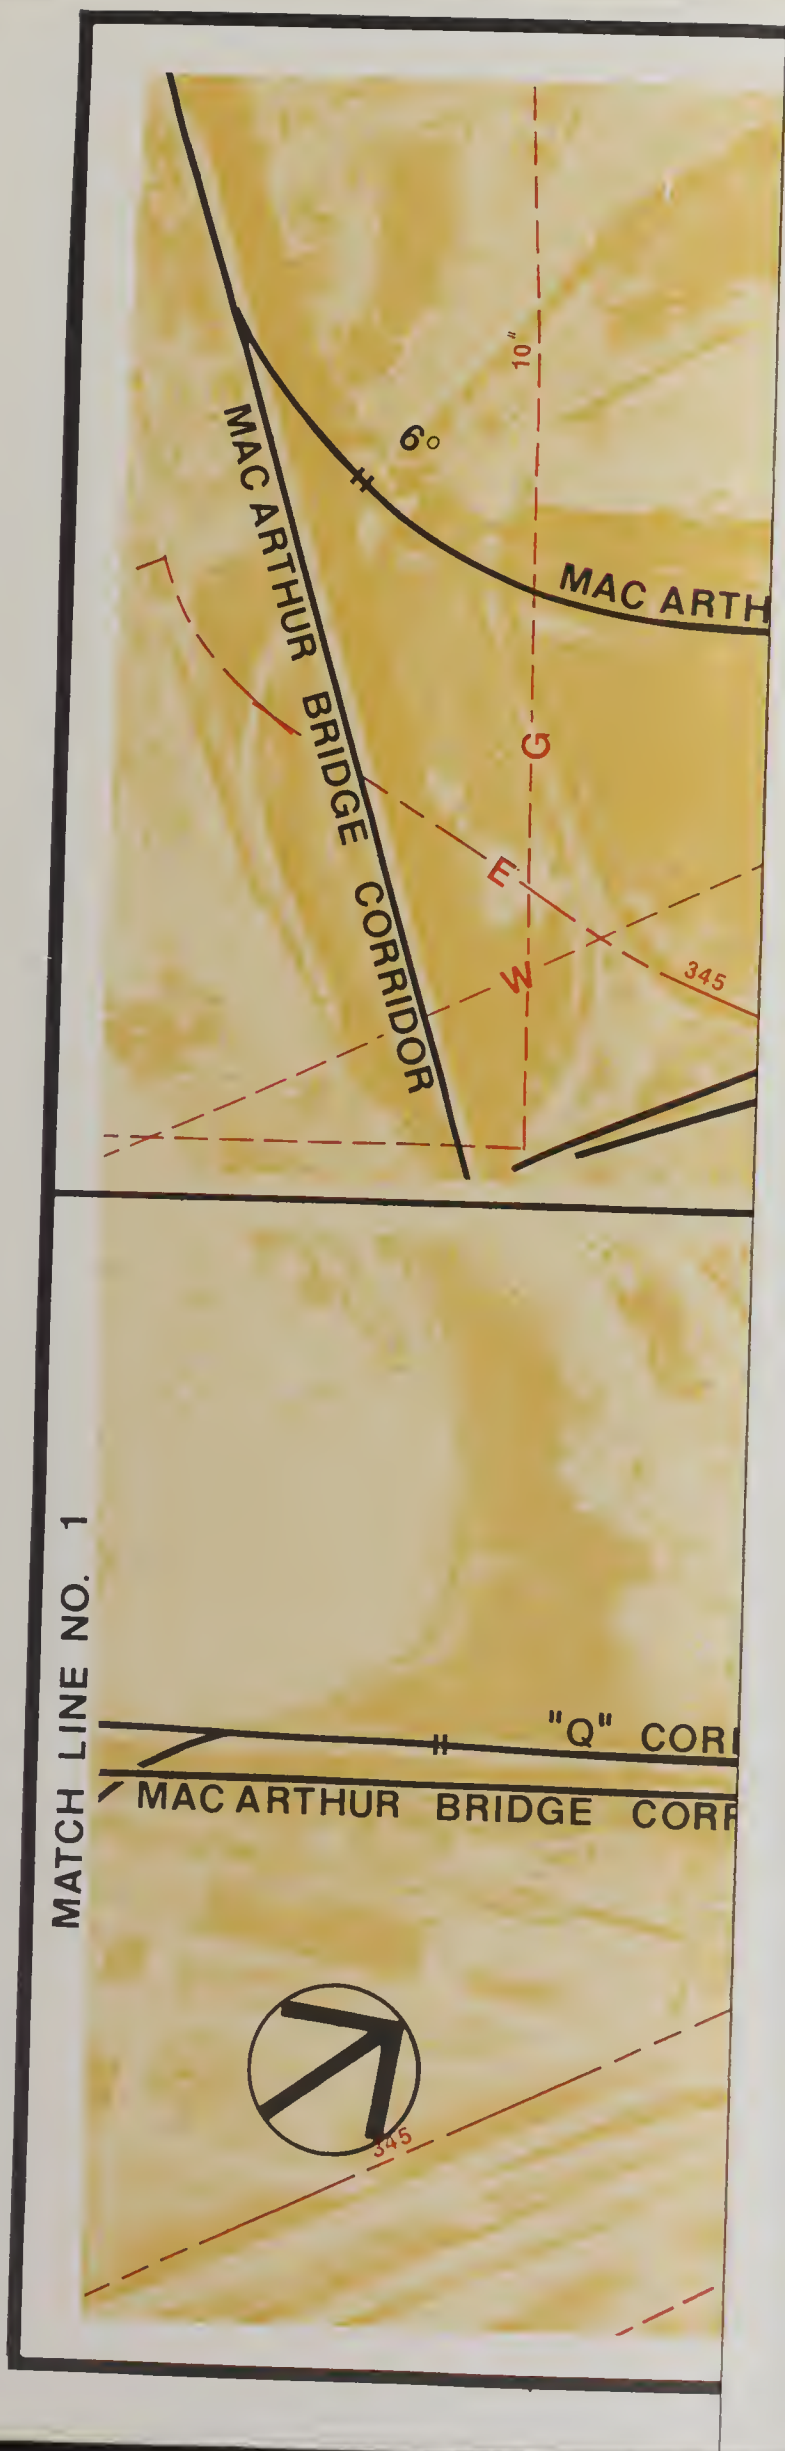 10"
6°
MAC ARTHUR BRIDGE CORRIDOR
MAC ARTH
G
E
W
345
MATCH LINE NO. 1
"Q" CORI
MAC ARTHUR BRIDGE CORR
345